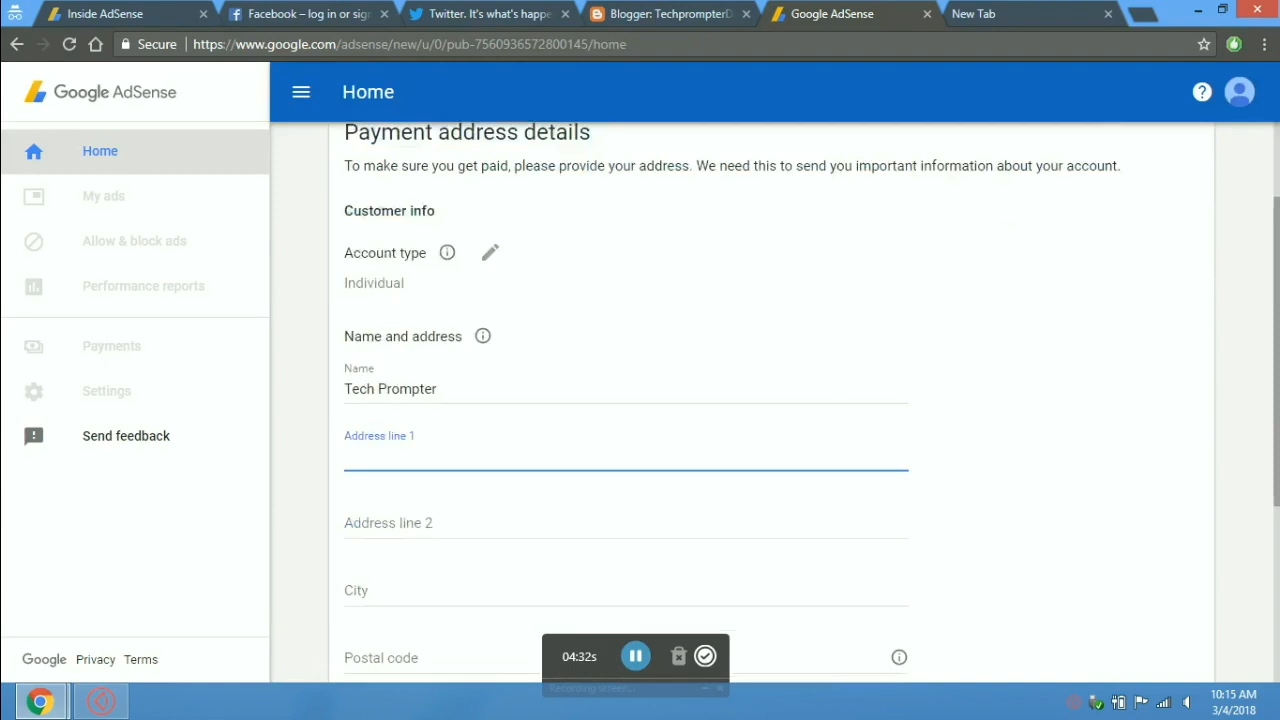 Inside AdSense
Facebook – log in or sign
Twitter. It's what's happe
Blogger: TechprompterD
Google AdSense
New Tab
Secure
https://www.google.com/adsense/new/u/0/pub-7560936572800145/home
Google AdSense
Home
Home
My ads
Allow & block ads
Performance reports
Payments
Settings
Send feedback
Google Privacy Terms
Payment address details
To make sure you get paid, please provide your address. We need this to send you important information about your account.
Customer info
Account type
Individual
Name and address
Name
Tech Prompter
Address line 1
Address line 2
City
Postal code
04:32s
Recording Screen...
10:15 AM
3/4/2018